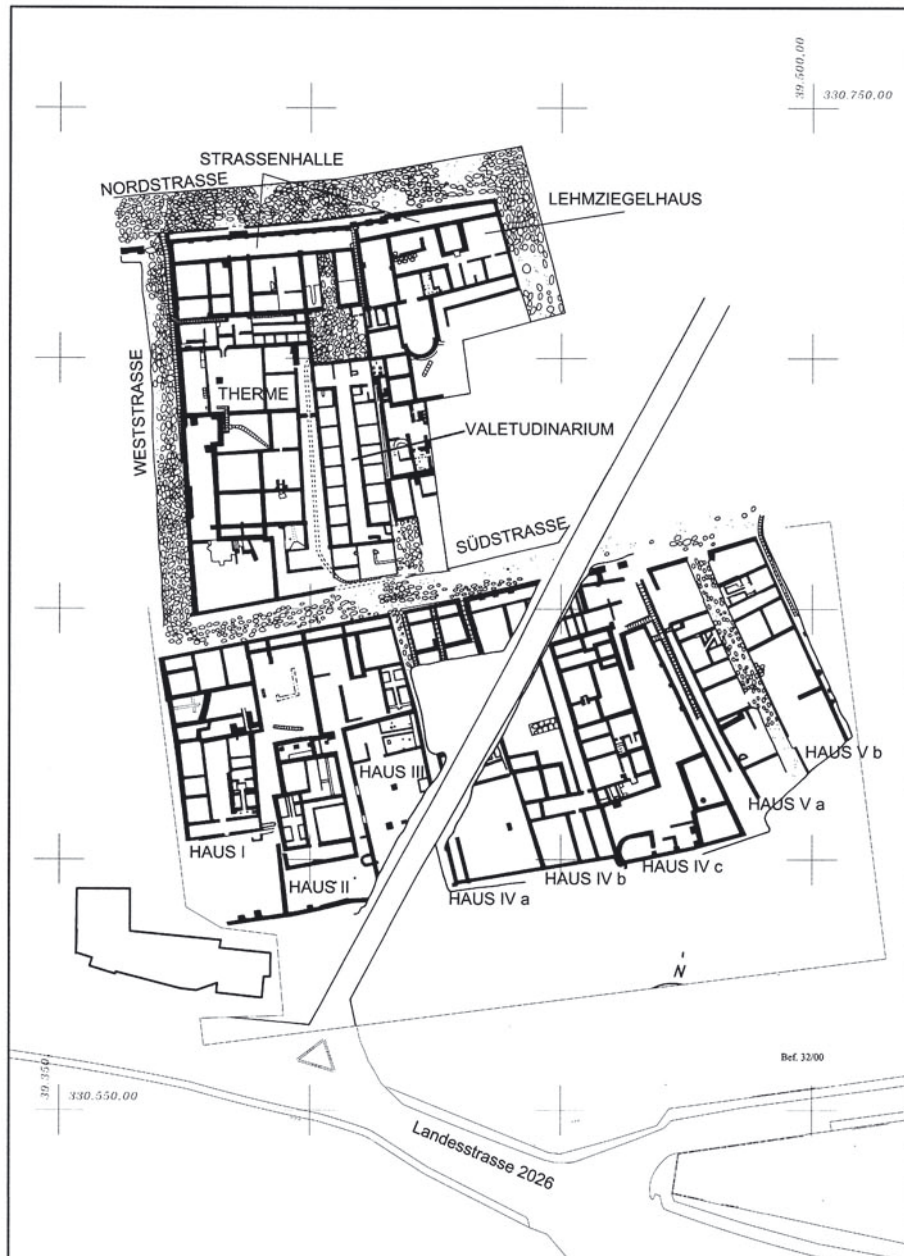 39.500,00
330.750,00
STRASSENHALLE
NORDSTRASSE
LEHMZIEGELHAUS
WESTSTRASSE
THERME
VALETUDINARIUM
SÜDSTRASSE
HAUS III
HAUS V b
HAUS V a
HAUS I
HAUS II
HAUS IV a
HAUS IV b
HAUS IV c
N
Bef. 32/00
39.350,
330.550,00
Landesstrasse 2026